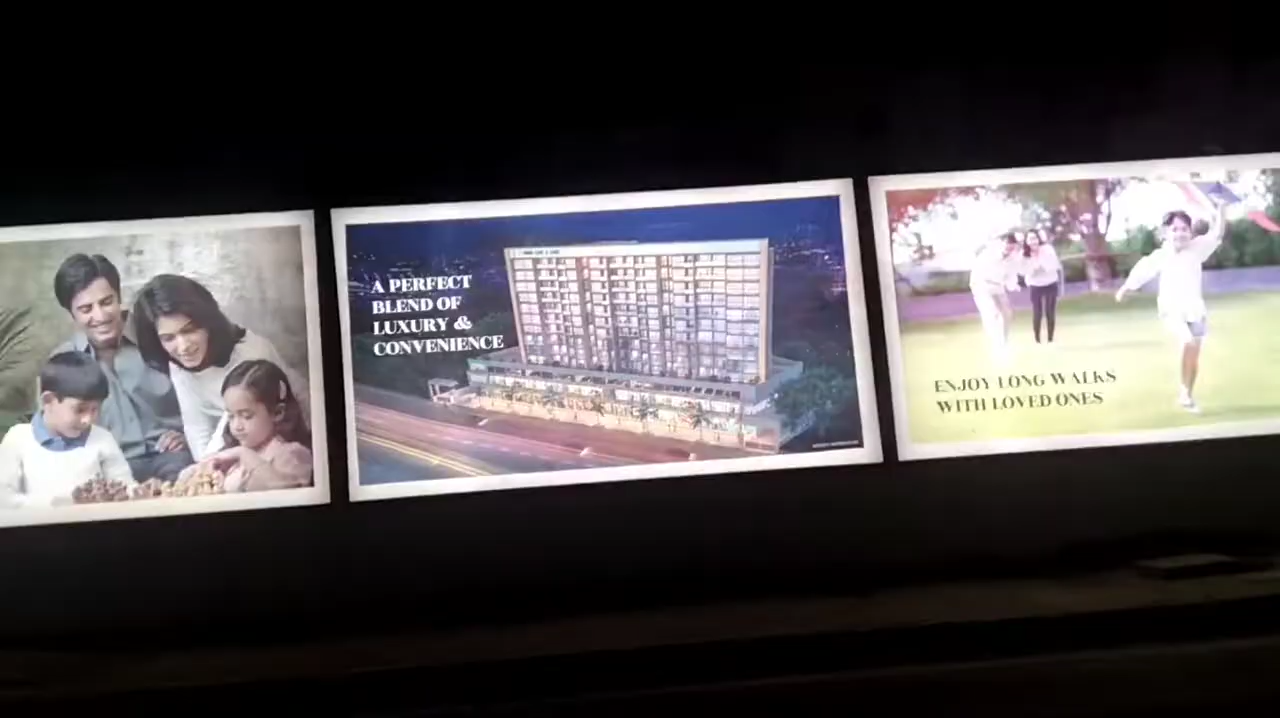 A PERFECT
BLEND OF
LUXURY &
CONVENIENCE
ENJOY LONG WALKS
WITH LOVED ONES